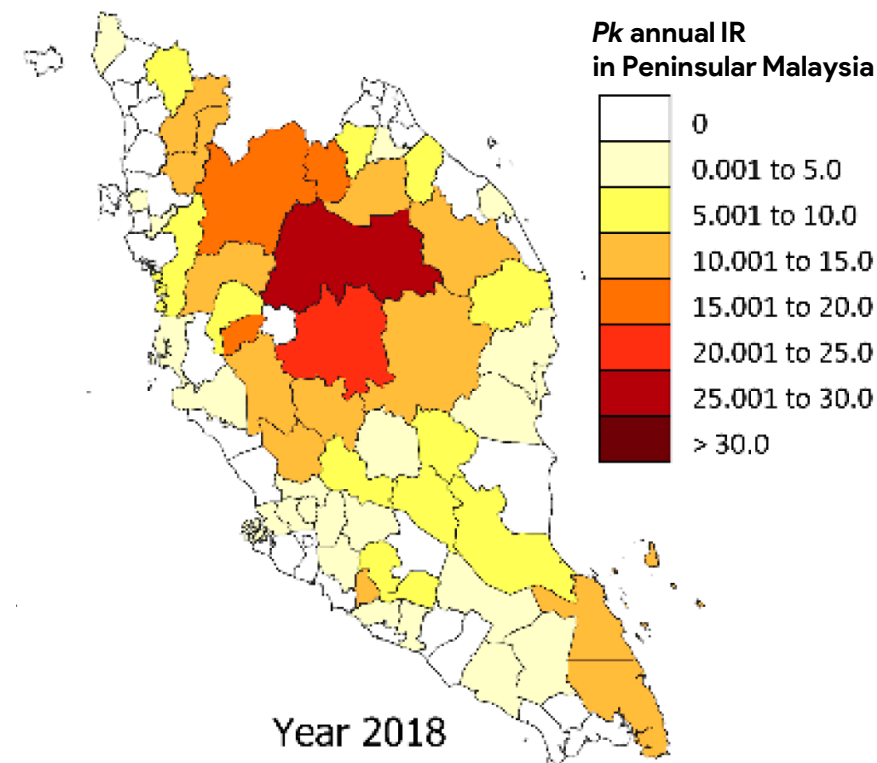 Pk annual IR
in Peninsular Malaysia
0
0.001 to 5.0
5.001 to 10.0
10.001 to 15.0
15.001 to 20.0
20.001 to 25.0
25.001 to 30.0
> 30.0
Year 2018